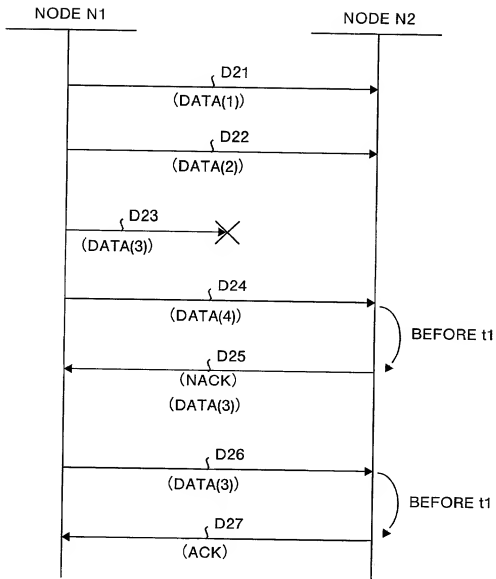 NODE N1
NODE N2
D21
(DATA(1))
D22
(DATA(2))
D23
(DATA(3))
D24
(DATA(4))
BEFORE t1
D25
(NACK)
(DATA(3))
D26
(DATA(3))
BEFORE t1
D27
(ACK)